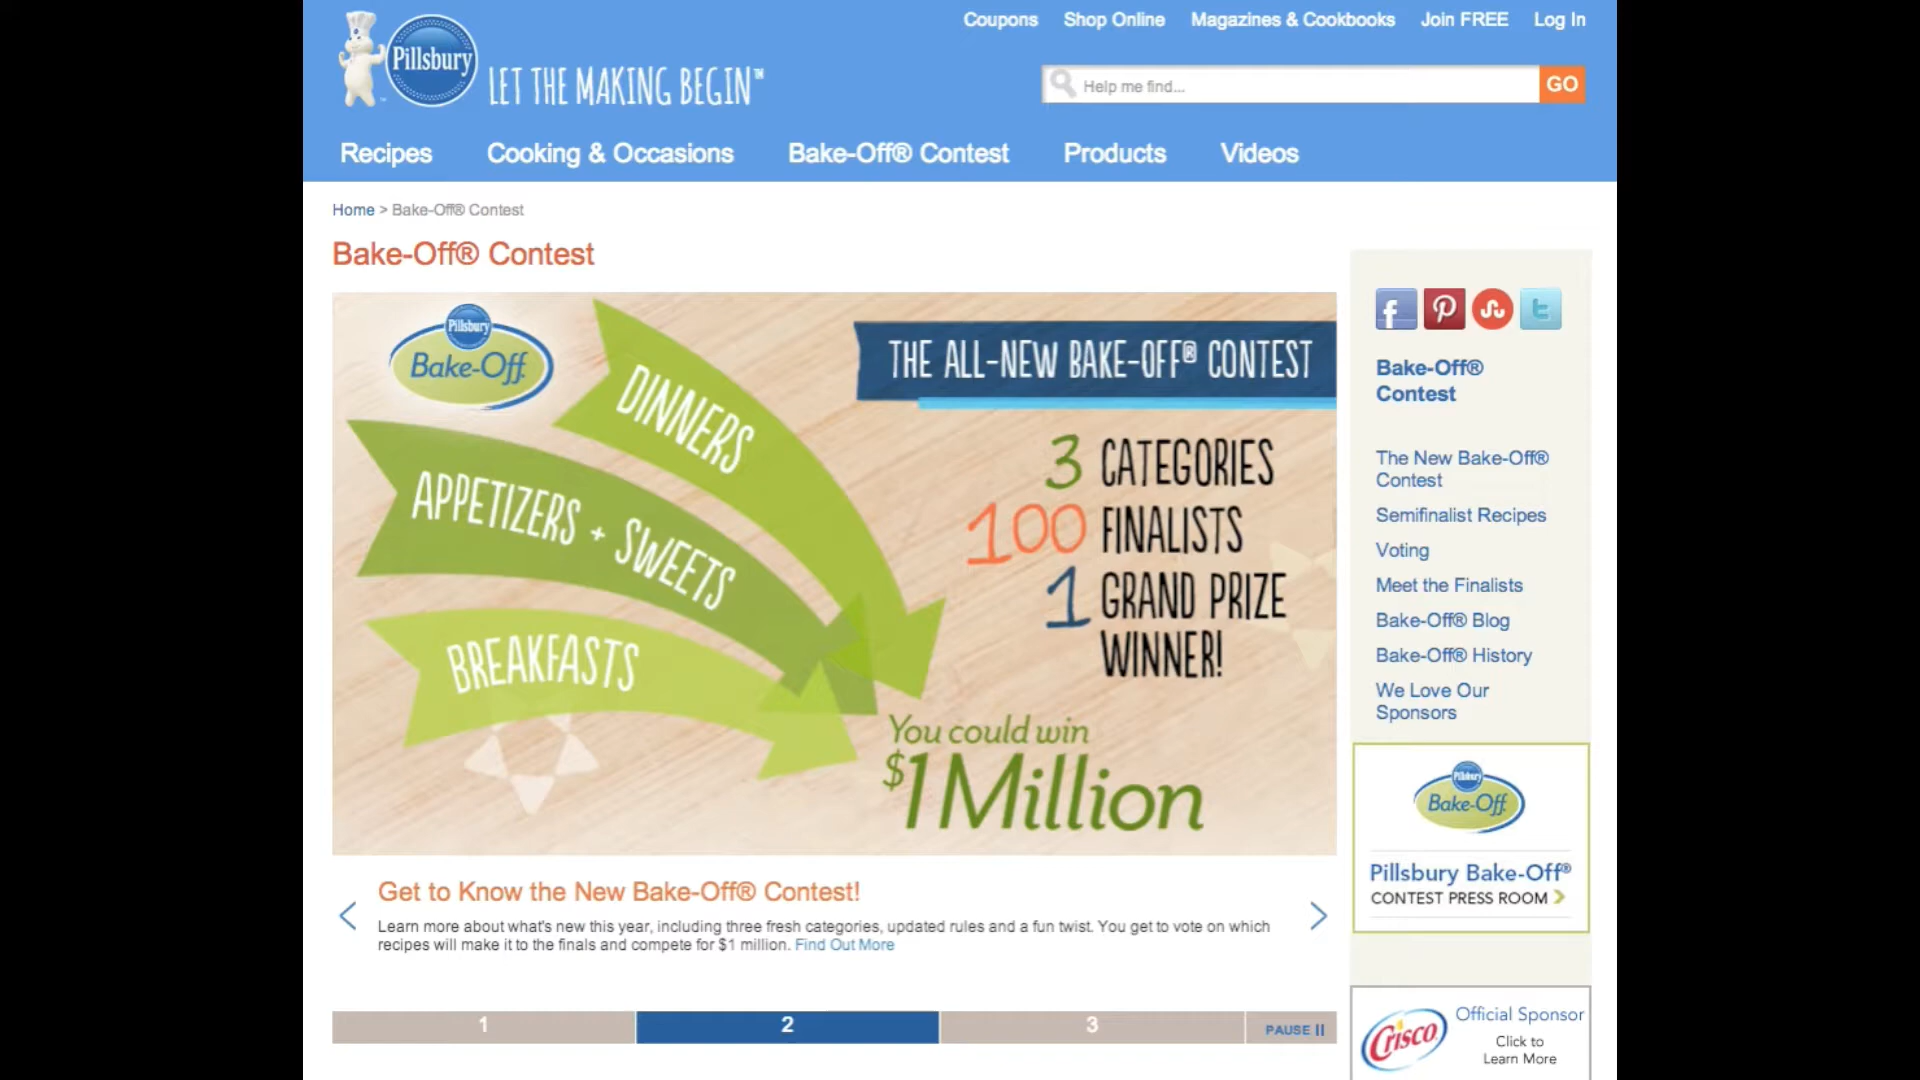 Coupons Shop Online Magazines & Cookbooks Join FREE Log In
Pillsbury
LET THE MAKING BEGIN™
Help me find...
GO
Recipes Cooking & Occasions Bake-Off® Contest Products Videos
Home > Bake-Off® Contest
Bake-Off® Contest
Pillsbury
Bake-Off
DINNERS
APPETIZERS + SWEETS
BREAKFASTS
THE ALL-NEW BAKE-OFF® CONTEST
3 CATEGORIES
100 FINALISTS
1 GRAND PRIZE
WINNER!
You could win
$1 Million
Get to Know the New Bake-Off® Contest!
Learn more about what's new this year, including three fresh categories, updated rules and a fun twist. You get to vote on which
recipes will make it to the finals and compete for $1 million. Find Out More
1
2
3
PAUSE
Bake-Off®
Contest
The New Bake-Off®
Contest
Semifinalist Recipes
Voting
Meet the Finalists
Bake-Off® Blog
Bake-Off® History
We Love Our
Sponsors
Pillsbury
Bake-Off
Pillsbury Bake-Off®
CONTEST PRESS ROOM
Crisco
Official Sponsor
Click to
Learn More